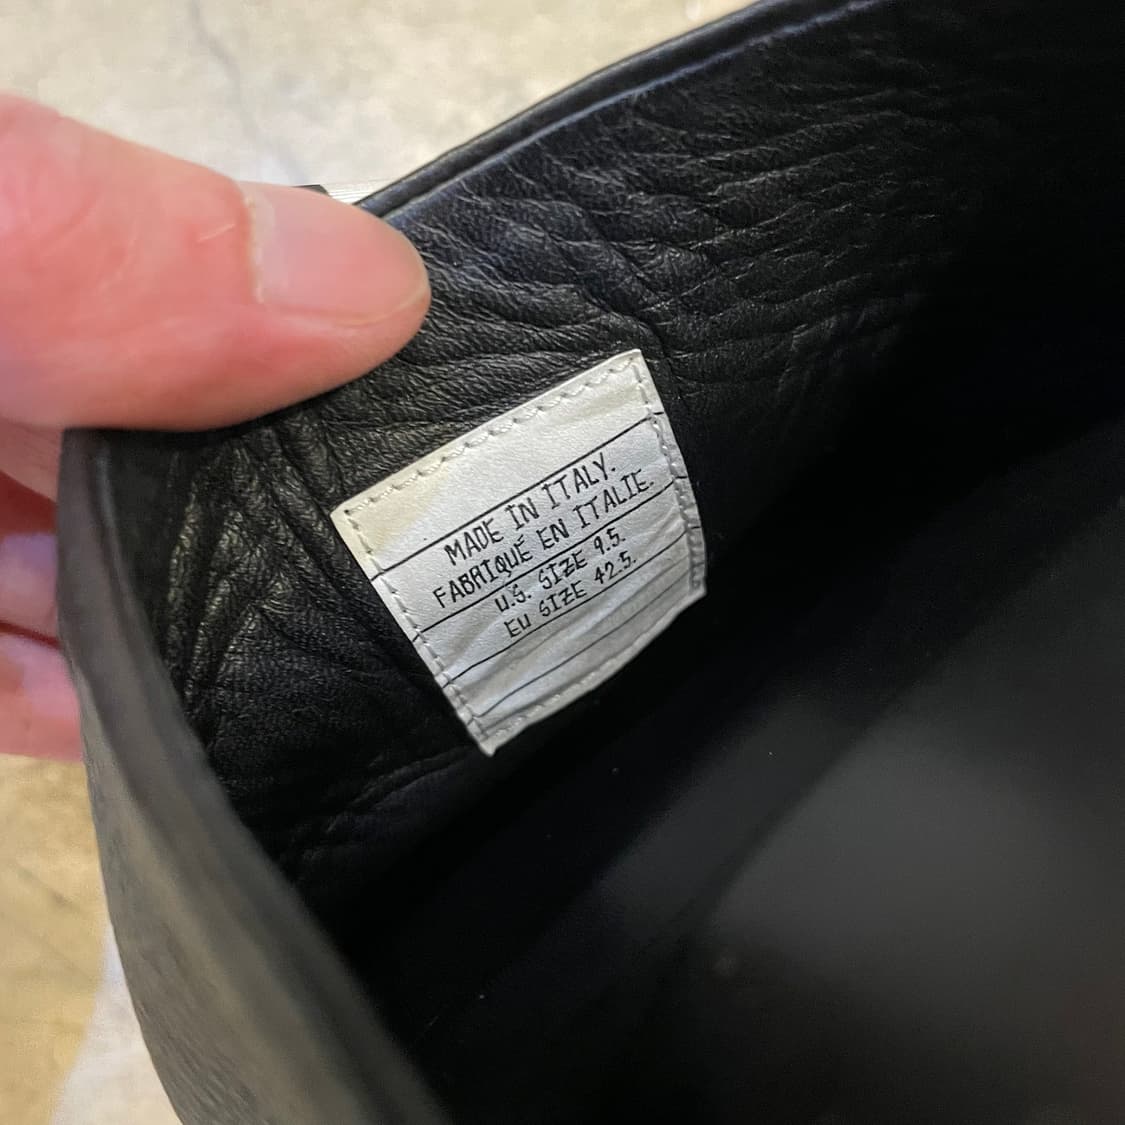 MADE IN ITALY.
FABRIQUÉ EN ITALIE.
U.S. SIZE 9.5.
EU SIZE 42.5.